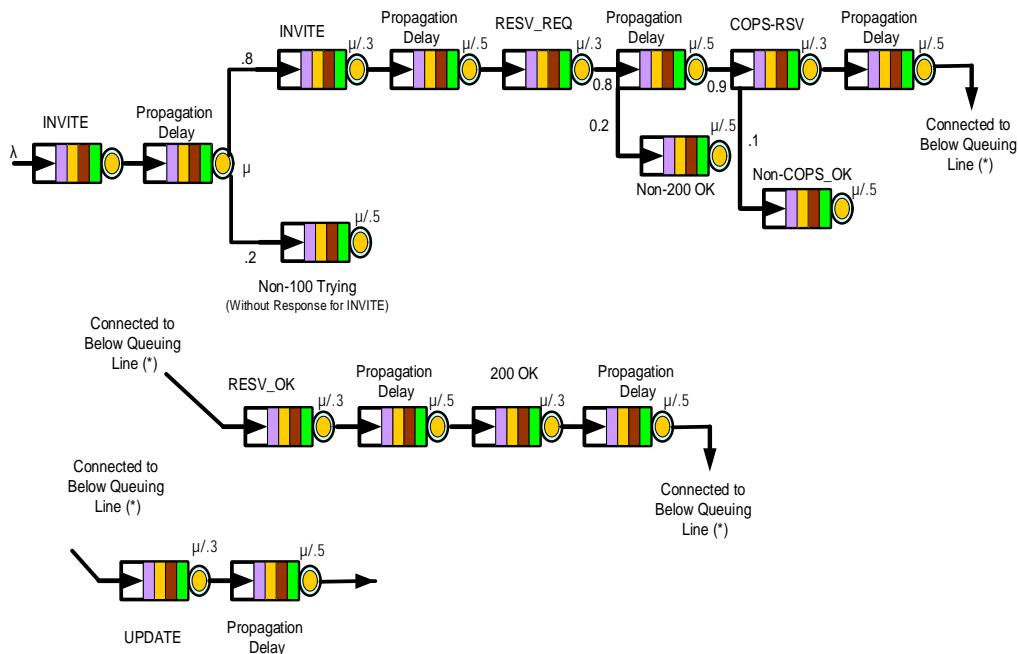 INVITE
μ/.3
Propagation
Delay
μ/.5
RESV_REQ
μ/.3
Propagation
Delay
μ/.5
COPS-RSV
μ/.3
Propagation
Delay
μ/.5
.8
0.8
0.9
INVITE
Propagation
Delay
λ
μ
0.2
μ/.5
Non-200 OK
.1
Non-COPS_OK
μ/.5
Connected to
Below Queuing
Line (*)
.2
μ/.5
Non-100 Trying
(Without Response for INVITE)
Connected to
Below Queuing
Line (*)
RESV_OK
μ/.3
Propagation
Delay
μ/.5
200 OK
μ/.3
Propagation
Delay
μ/.5
Connected to
Below Queuing
Line (*)
Connected to
Below Queuing
Line (*)
μ/.3
μ/.5
UPDATE
Propagation
Delay